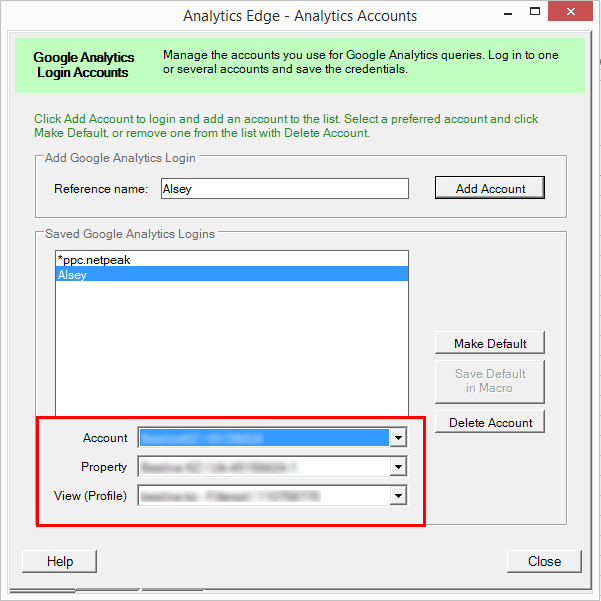 Analytics Edge - Analytics Accounts
Google Analytics
Login Accounts
Manage the accounts you use for Google Analytics queries. Log in to one
or several accounts and save the credentials.
Click Add Account to login and add an account to the list. Select a preferred account and click
Make Default, or remove one from the list with Delete Account.
Add Google Analytics Login
Reference name:
Alsey
Add Account
Saved Google Analytics Logins
*ppc.netpeak
Alsey
Make Default
Save Default
in Macro
Delete Account
Account
Property
View (Profile)
Help
Close